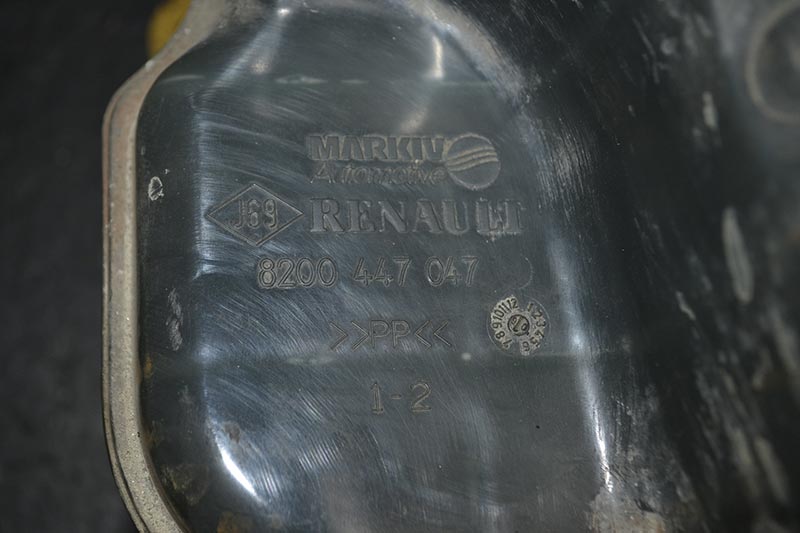 MARKIV
Automotive
J69 RENAULT
8200 447 047
>>PP<<
1-2